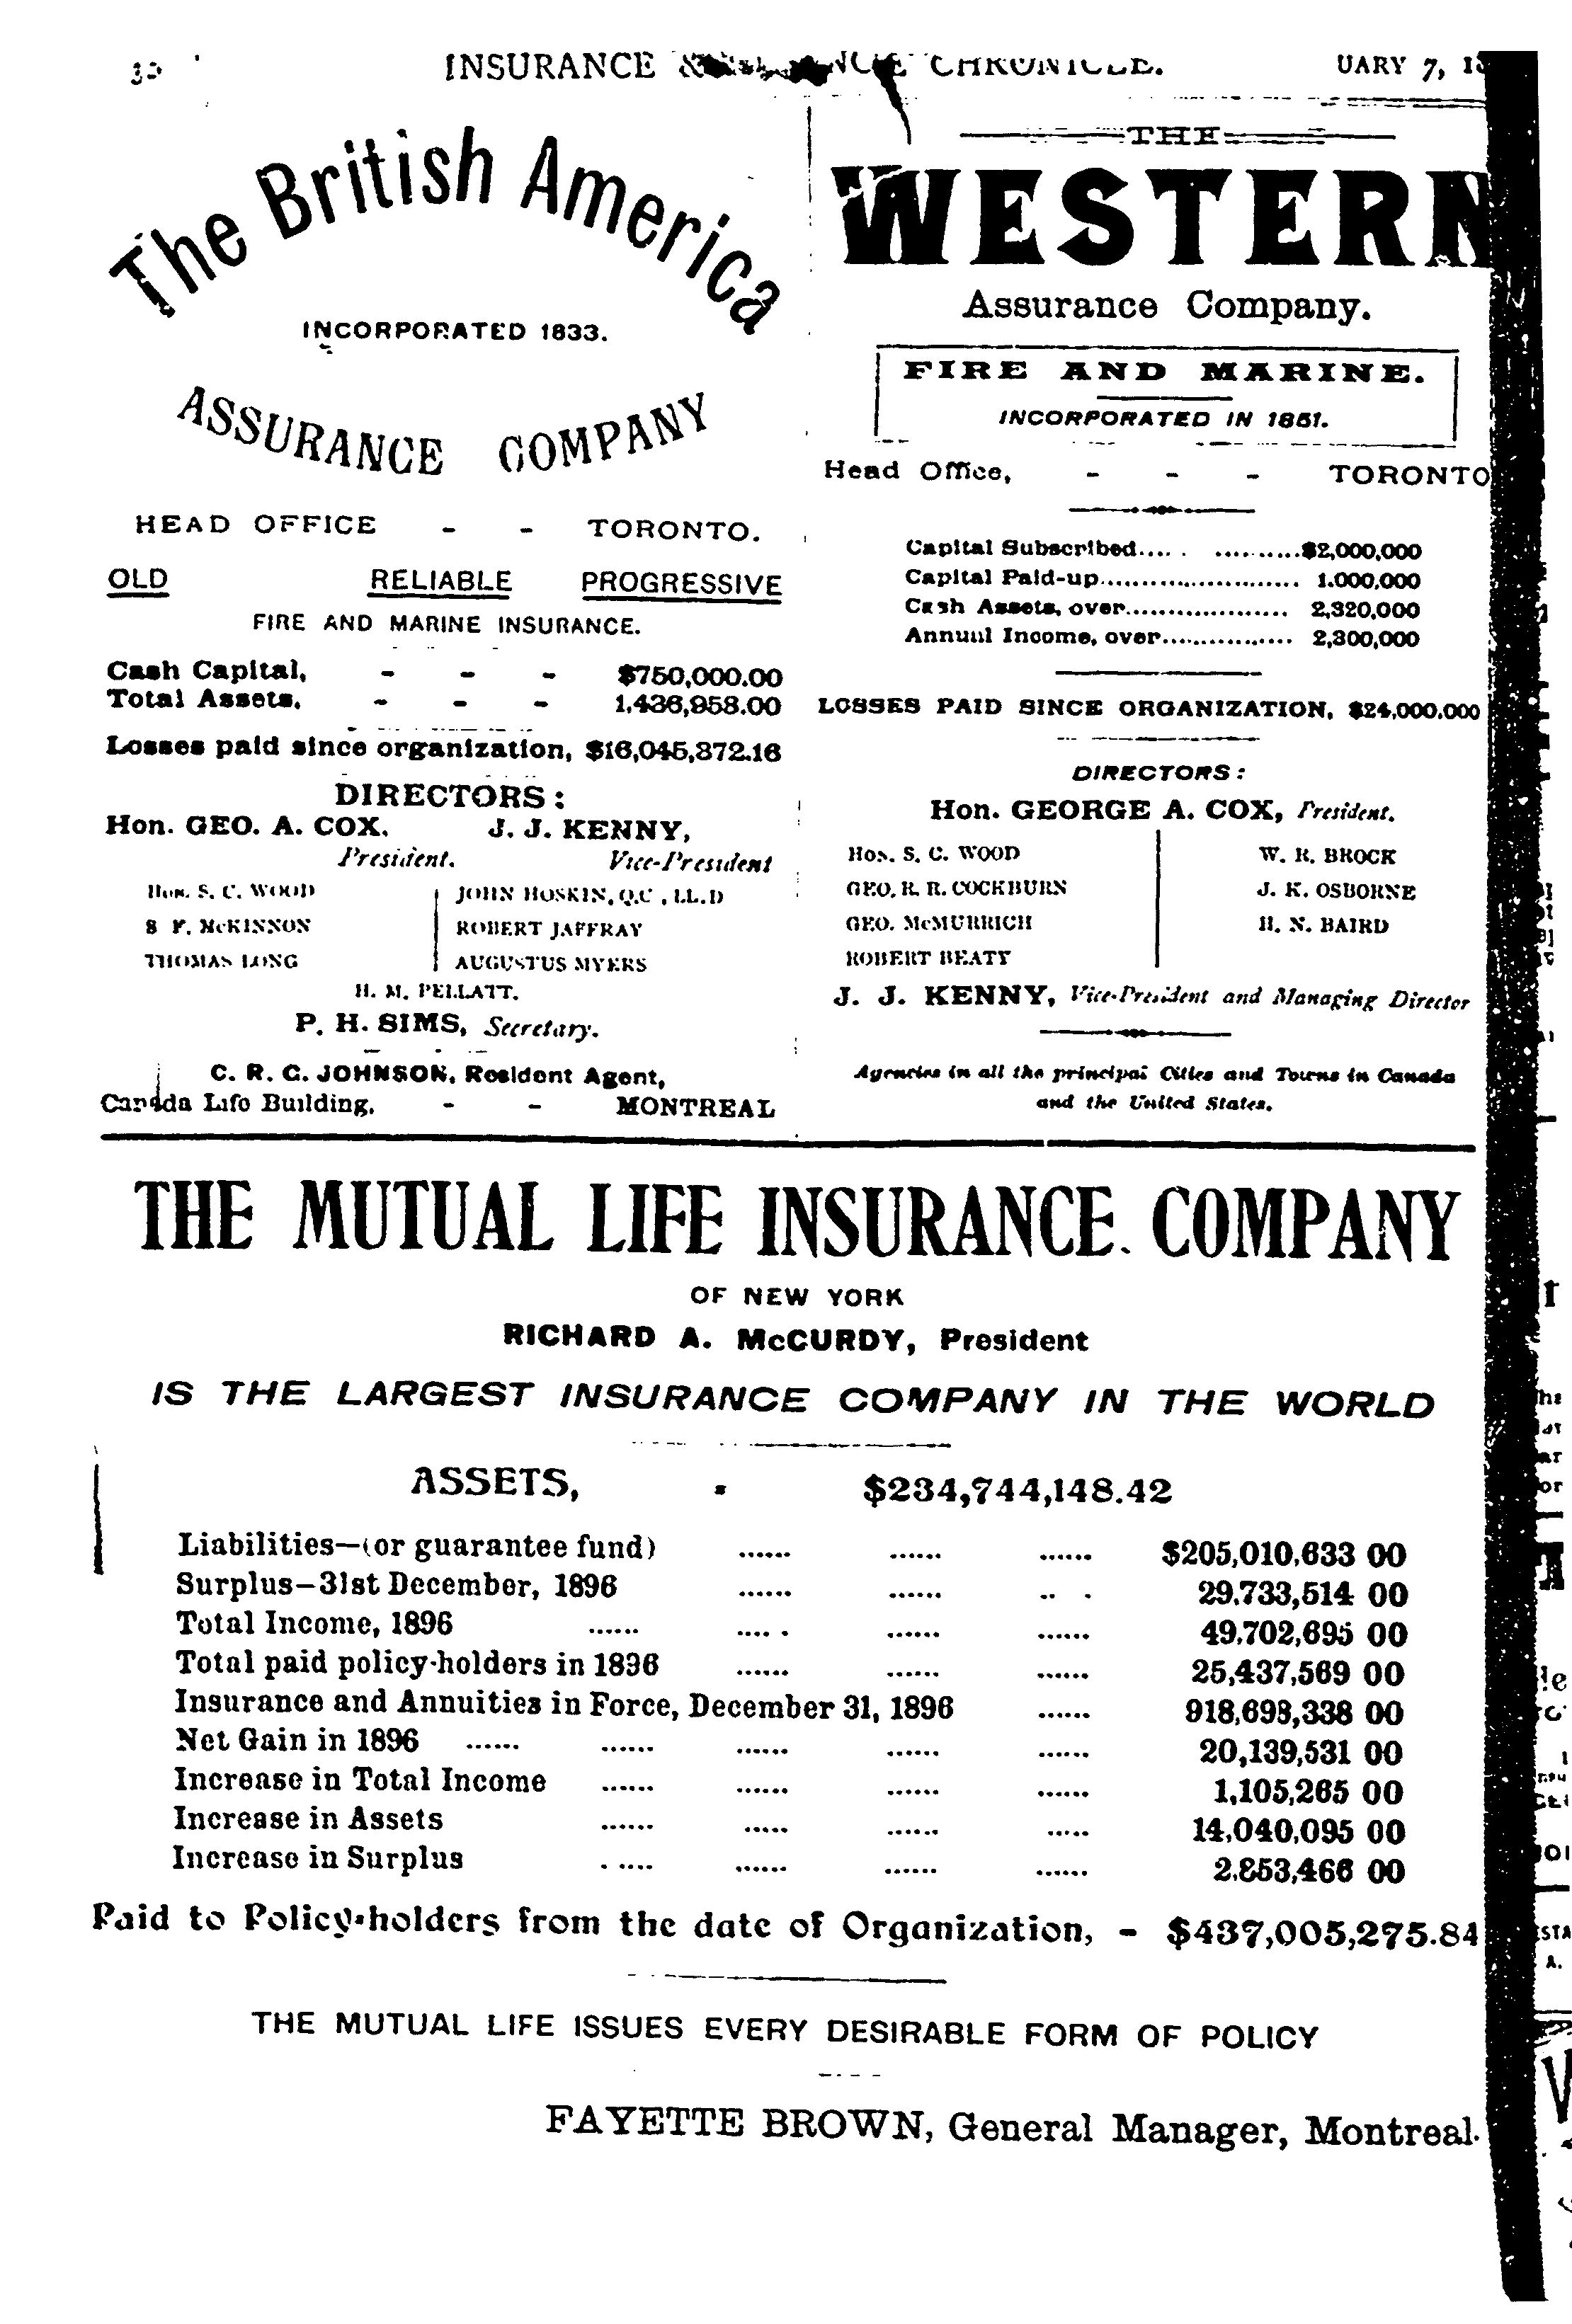 INSURANCE & CHRONICLE.
UARY 7,
The British America
INCORPORATED 1833.
ASSURANCE COMPANY
HEAD OFFICE - - TORONTO.
OLD RELIABLE PROGRESSIVE
FIRE AND MARINE INSURANCE.
Cash Capital, - - - $750,000.00
Total Assets, - - - 1,436,958.00
Losses paid since organization, $16,045,872.16
DIRECTORS:
Hon. GEO. A. COX, J. J. KENNY,
President. Vice-President
Hon. S. C. WOOD JOHN HOSKIN, Q.C., LL.D
S F. McKINNON ROBERT JAFFRAY
THOMAS LONG AUGUSTUS MYERS
H. M. PELLATT.
P. H. SIMS, Secretary.
C. R. G. JOHNSON, Resident Agent,
Canada Life Building, - - MONTREAL
THE
WESTERN
Assurance Company.
FIRE AND MARINE.
INCORPORATED IN 1851.
Head Office, - - - TORONTO
Capital Subscribed..... ..........$2,000,000
Capital Paid-up........................ 1,000,000
Cash Assets, over................... 2,320,000
Annual Income, over............... 2,300,000
LOSSES PAID SINCE ORGANIZATION, $24,000,000
DIRECTORS:
Hon. GEORGE A. COX, President.
Hon. S. C. WOOD W. R. BROCK
GEO. R. R. COCKBURN J. K. OSBORNE
GEO. McMURRICH H. N. BAIRD
ROBERT BEATY
J. J. KENNY, Vice-President and Managing Director
Agencies in all the principal Cities and Towns in Canada
and the United States.
THE MUTUAL LIFE INSURANCE COMPANY
OF NEW YORK
RICHARD A. McCURDY, President
IS THE LARGEST INSURANCE COMPANY IN THE WORLD
ASSETS, - $234,744,148.42
Liabilities—(or guarantee fund) ...... ...... ...... $205,010,633 00
Surplus—31st December, 1896 ...... ...... .. . 29,733,514 00
Total Income, 1896 ...... .... . ...... ...... 49,702,695 00
Total paid policy-holders in 1896 ...... ...... ...... 25,437,569 00
Insurance and Annuities in Force, December 31, 1896 ...... 918,698,338 00
Net Gain in 1896 ...... ...... ...... ...... ...... 20,139,531 00
Increase in Total Income ...... ...... ...... ...... 1,105,265 00
Increase in Assets ...... ..... ...... ..... 14,040,095 00
Increase in Surplus . .... ...... ...... ...... 2,853,466 00
Paid to Policy-holders from the date of Organization, - $437,005,275.84
THE MUTUAL LIFE ISSUES EVERY DESIRABLE FORM OF POLICY
FAYETTE BROWN, General Manager, Montreal.